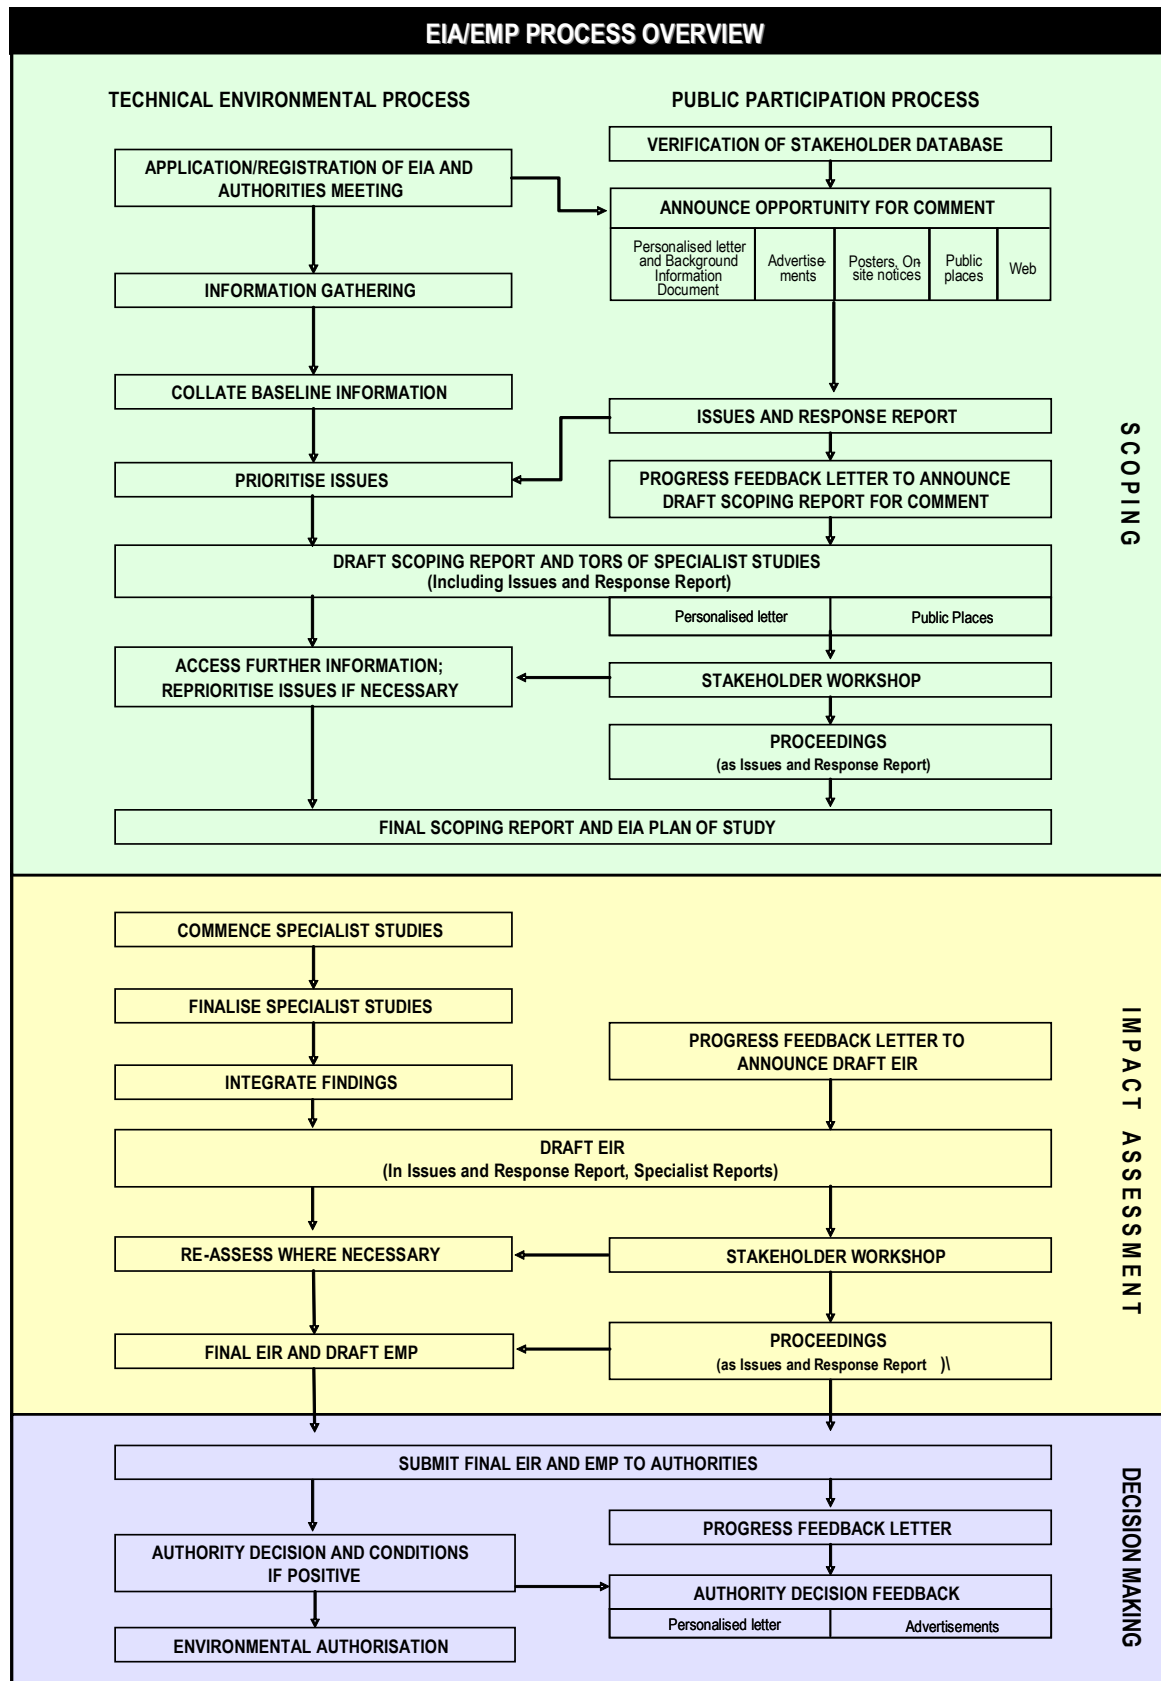 EIA/EMP PROCESS OVERVIEW
TECHNICAL ENVIRONMENTAL PROCESS
PUBLIC PARTICIPATION PROCESS
VERIFICATION OF STAKEHOLDER DATABASE
APPLICATION/REGISTRATION OF EIA AND
AUTHORITIES MEETING
ANNOUNCE OPPORTUNITY FOR COMMENT
Personalised letter
and Background
Information
Document
Advertise-
ments
Posters, On-
site notices
Public
places
Web
INFORMATION GATHERING
COLLATE BASELINE INFORMATION
ISSUES AND RESPONSE REPORT
PRIORITISE ISSUES
PROGRESS FEEDBACK LETTER TO ANNOUNCE
DRAFT SCOPING REPORT FOR COMMENT
SCOPING
DRAFT SCOPING REPORT AND TORS OF SPECIALIST STUDIES
(Including Issues and Response Report)
Personalised letter
Public Places
ACCESS FURTHER INFORMATION;
REPRIORITISE ISSUES IF NECESSARY
STAKEHOLDER WORKSHOP
PROCEEDINGS
(as Issues and Response Report)
FINAL SCOPING REPORT AND EIA PLAN OF STUDY
COMMENCE SPECIALIST STUDIES
FINALISE SPECIALIST STUDIES
PROGRESS FEEDBACK LETTER TO
ANNOUNCE DRAFT EIR
INTEGRATE FINDINGS
IMPACT ASSESSMENT
DRAFT EIR
(In Issues and Response Report, Specialist Reports)
RE-ASSESS WHERE NECESSARY
STAKEHOLDER WORKSHOP
FINAL EIR AND DRAFT EMP
PROCEEDINGS
(as Issues and Response Report )\
SUBMIT FINAL EIR AND EMP TO AUTHORITIES
PROGRESS FEEDBACK LETTER
AUTHORITY DECISION AND CONDITIONS
IF POSITIVE
AUTHORITY DECISION FEEDBACK
Personalised letter
Advertisements
ENVIRONMENTAL AUTHORISATION
DECISION MAKING